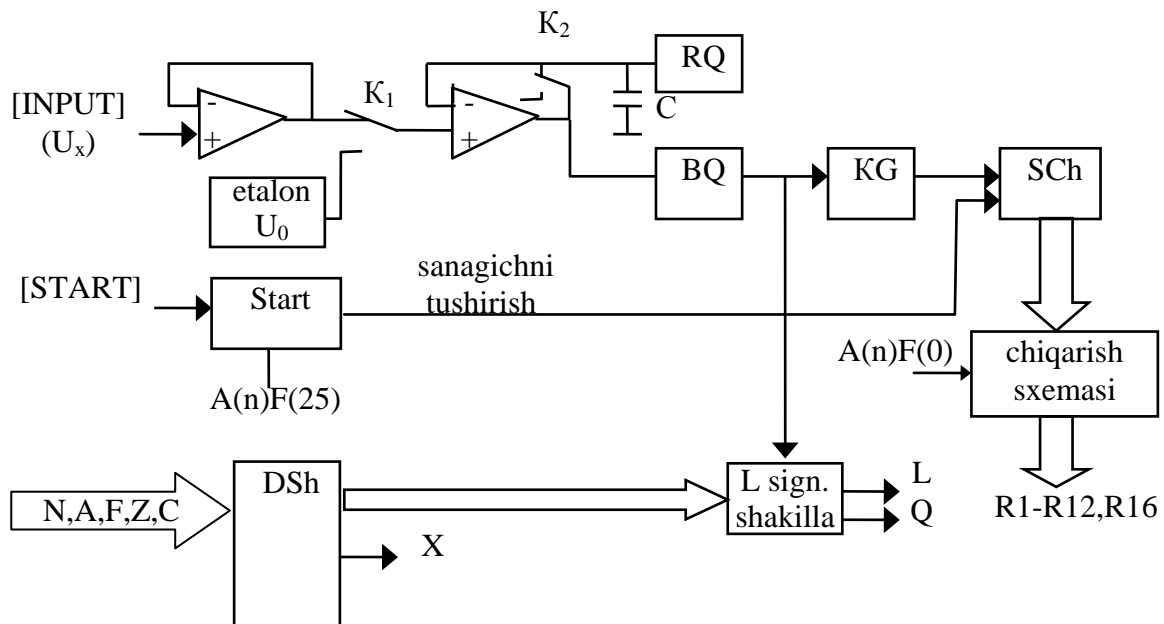 K₂
RQ
K₁
-
-
[INPUT]
(Uₓ)
+
+
C
etalon
U₀
BQ
KG
SCh
[START]
Start
sanagichni
tushirish
A(n)F(25)
A(n)F(0)
chiqarish
sxemasi
N,A,F,Z,C
DSh
X
L sign.
shakilla
L
Q
R1-R12,R16